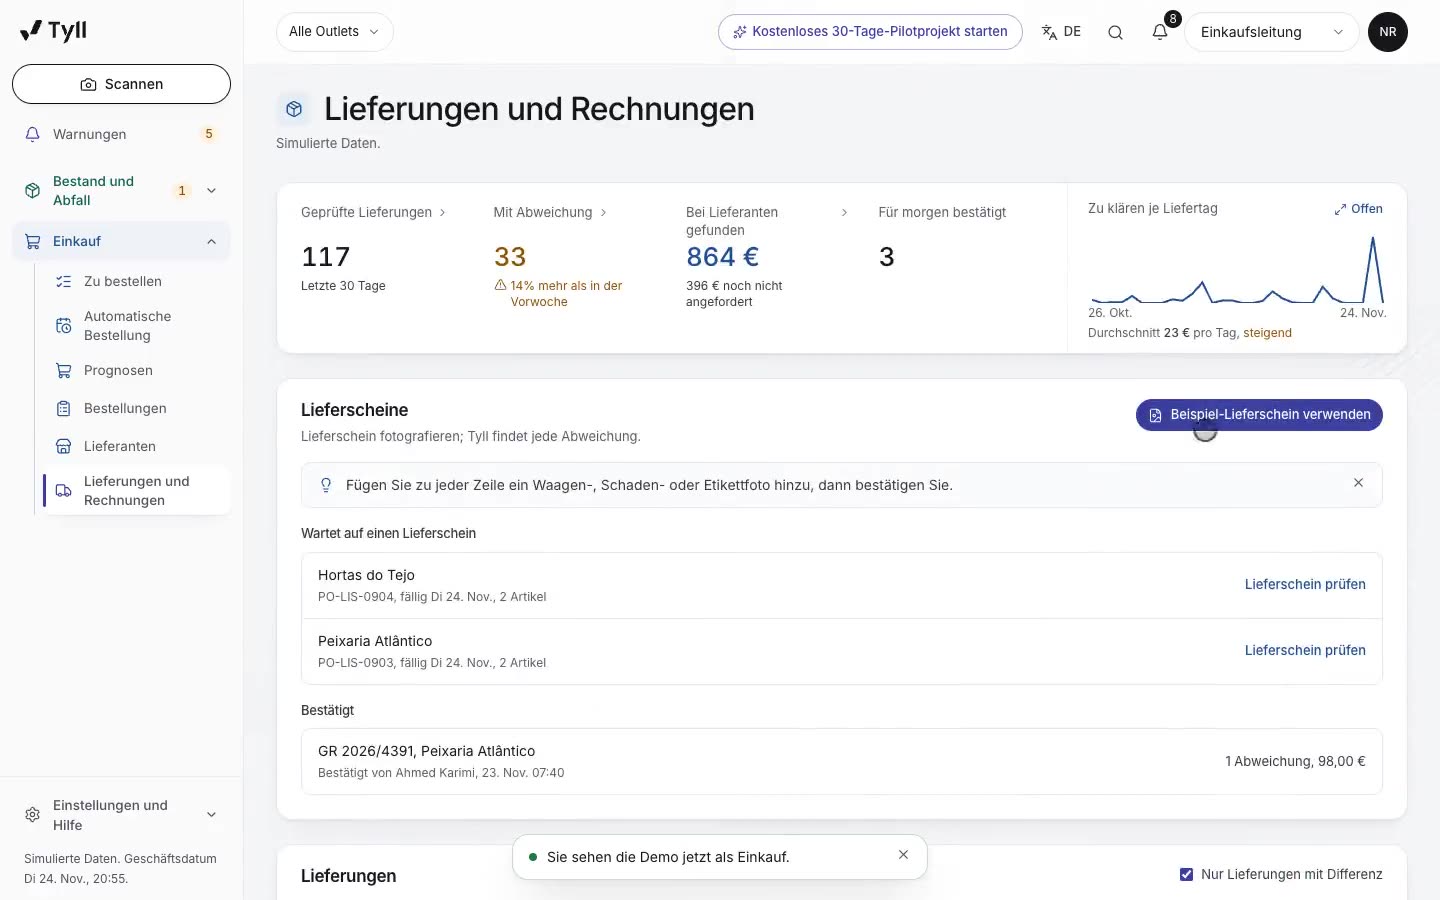 Tyll
Alle Outlets
Kostenloses 30-Tage-Pilotprojekt starten
DE
8
Einkaufsleitung
NR
Scannen
Warnungen
5
Bestand und
Abfall
1
Einkauf
Zu bestellen
Automatische
Bestellung
Prognosen
Bestellungen
Lieferanten
Lieferungen und
Rechnungen
Einstellungen und
Hilfe
Simulierte Daten. Geschäftsdatum
Di 24. Nov., 20:55.
Lieferungen und Rechnungen
Simulierte Daten.
Geprüfte Lieferungen
117
Letzte 30 Tage
Mit Abweichung
33
14% mehr als in der
Vorwoche
Bei Lieferanten
gefunden
864 €
396 € noch nicht
angefordert
Für morgen bestätigt
3
Zu klären je Liefertag
Offen
26. Okt.
24. Nov.
Durchschnitt 23 € pro Tag, steigend
Lieferscheine
Lieferschein fotografieren; Tyll findet jede Abweichung.
Beispiel-Lieferschein verwenden
Fügen Sie zu jeder Zeile ein Waagen-, Schaden- oder Etikettfoto hinzu, dann bestätigen Sie.
Wartet auf einen Lieferschein
Hortas do Tejo
PO-LIS-0904, fällig Di 24. Nov., 2 Artikel
Lieferschein prüfen
Peixaria Atlântico
PO-LIS-0903, fällig Di 24. Nov., 2 Artikel
Lieferschein prüfen
Bestätigt
GR 2026/4391, Peixaria Atlântico
Bestätigt von Ahmed Karimi, 23. Nov. 07:40
1 Abweichung, 98,00 €
Sie sehen die Demo jetzt als Einkauf.
Lieferungen
Nur Lieferungen mit Differenz